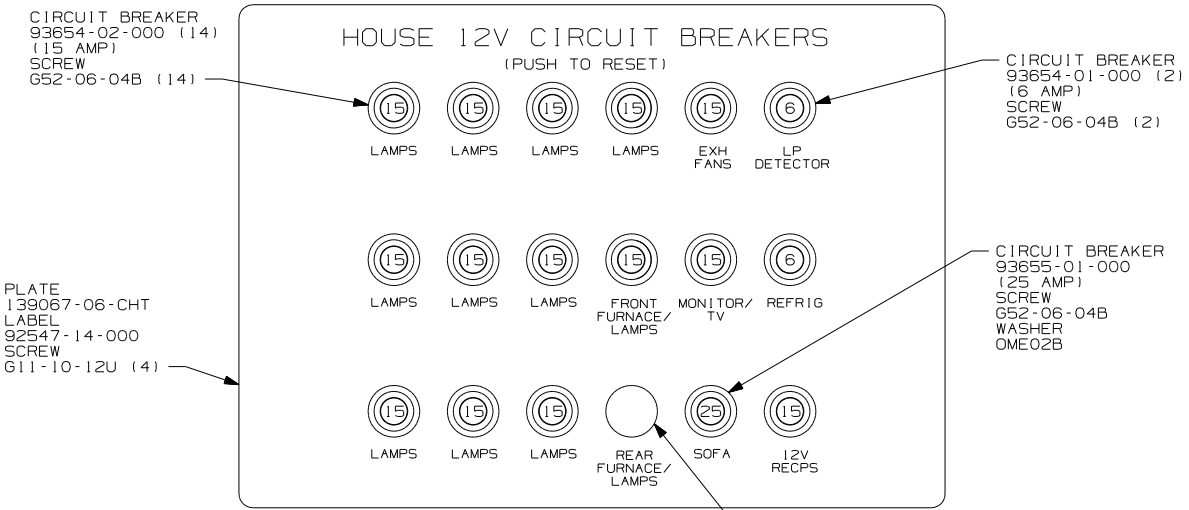 CIRCUIT BREAKER
93654-02-000 (14)
(15 AMP)
SCREW
G52-06-04B (14)
HOUSE 12V CIRCUIT BREAKERS
(PUSH TO RESET)
CIRCUIT BREAKER
93654-01-000 (2)
(6 AMP)
SCREW
G52-06-04B (2)
15 15 15 15 15 6
LAMPS LAMPS LAMPS LAMPS EXH LP
FANS DETECTOR
CIRCUIT BREAKER
93655-01-000
(25 AMP)
SCREW
G52-06-04B
WASHER
OME02B
15 15 15 15 15 6
LAMPS LAMPS LAMPS FRONT MONITOR/ REFRIG
FURNACE/ TV
LAMPS
PLATE
139067-06-CHT
LABEL
92547-14-000
SCREW
G11-10-12U (4)
15 15 15 25 15
LAMPS LAMPS LAMPS REAR SOFA 12V
FURNACE/ RECPS
LAMPS